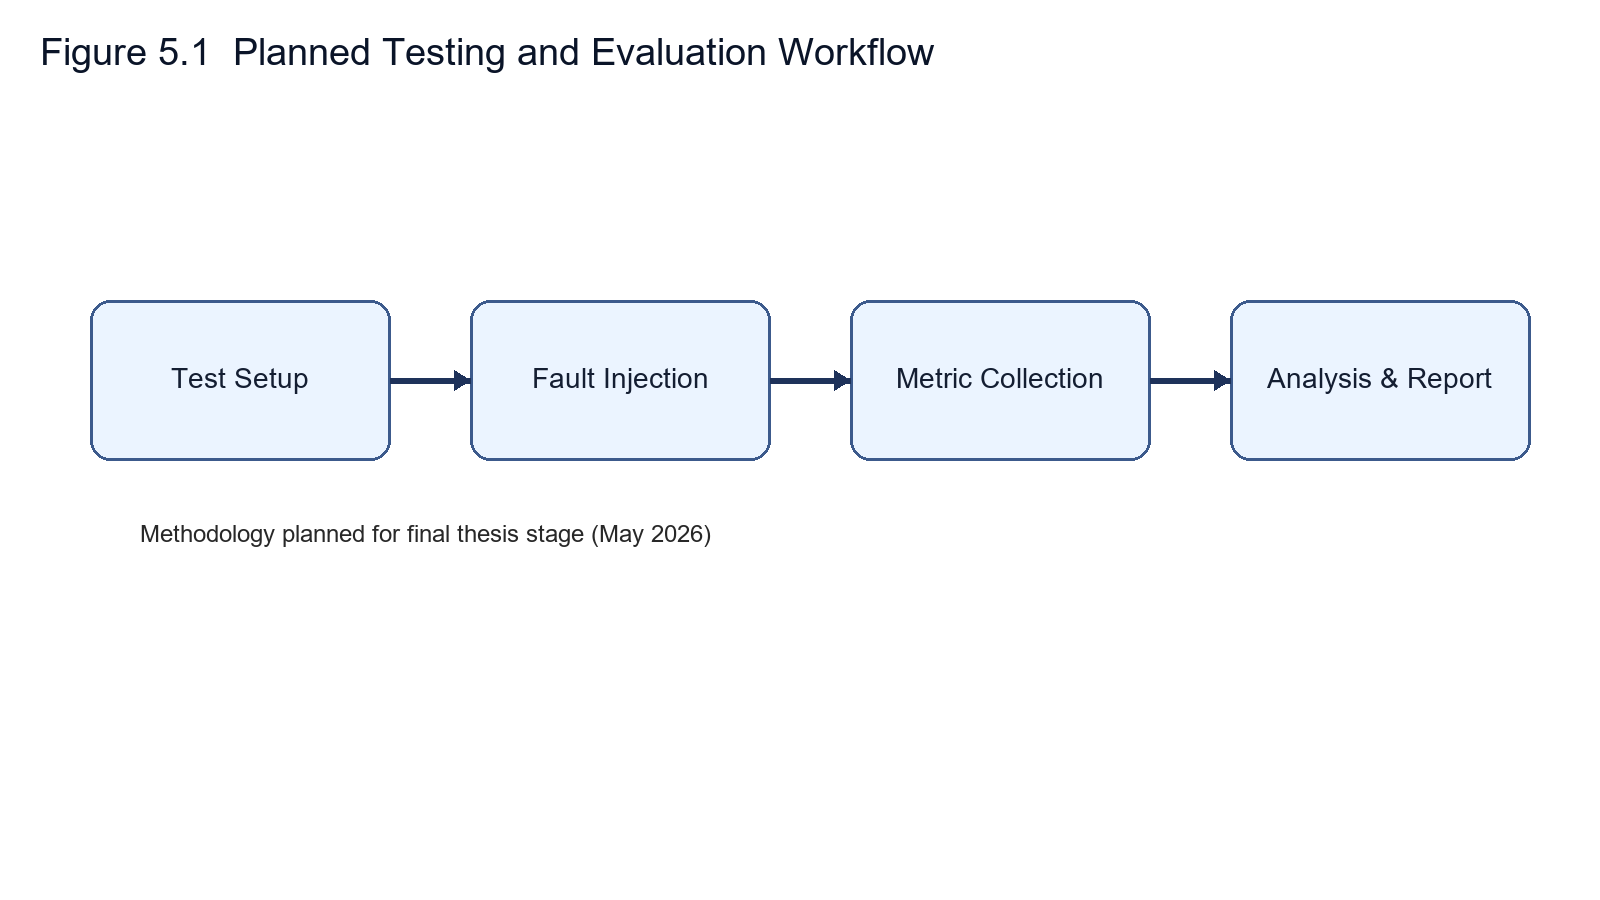 Figure 5.1  Planned Testing and Evaluation Workflow
Test Setup
Fault Injection
Metric Collection
Analysis & Report
Methodology planned for final thesis stage (May 2026)